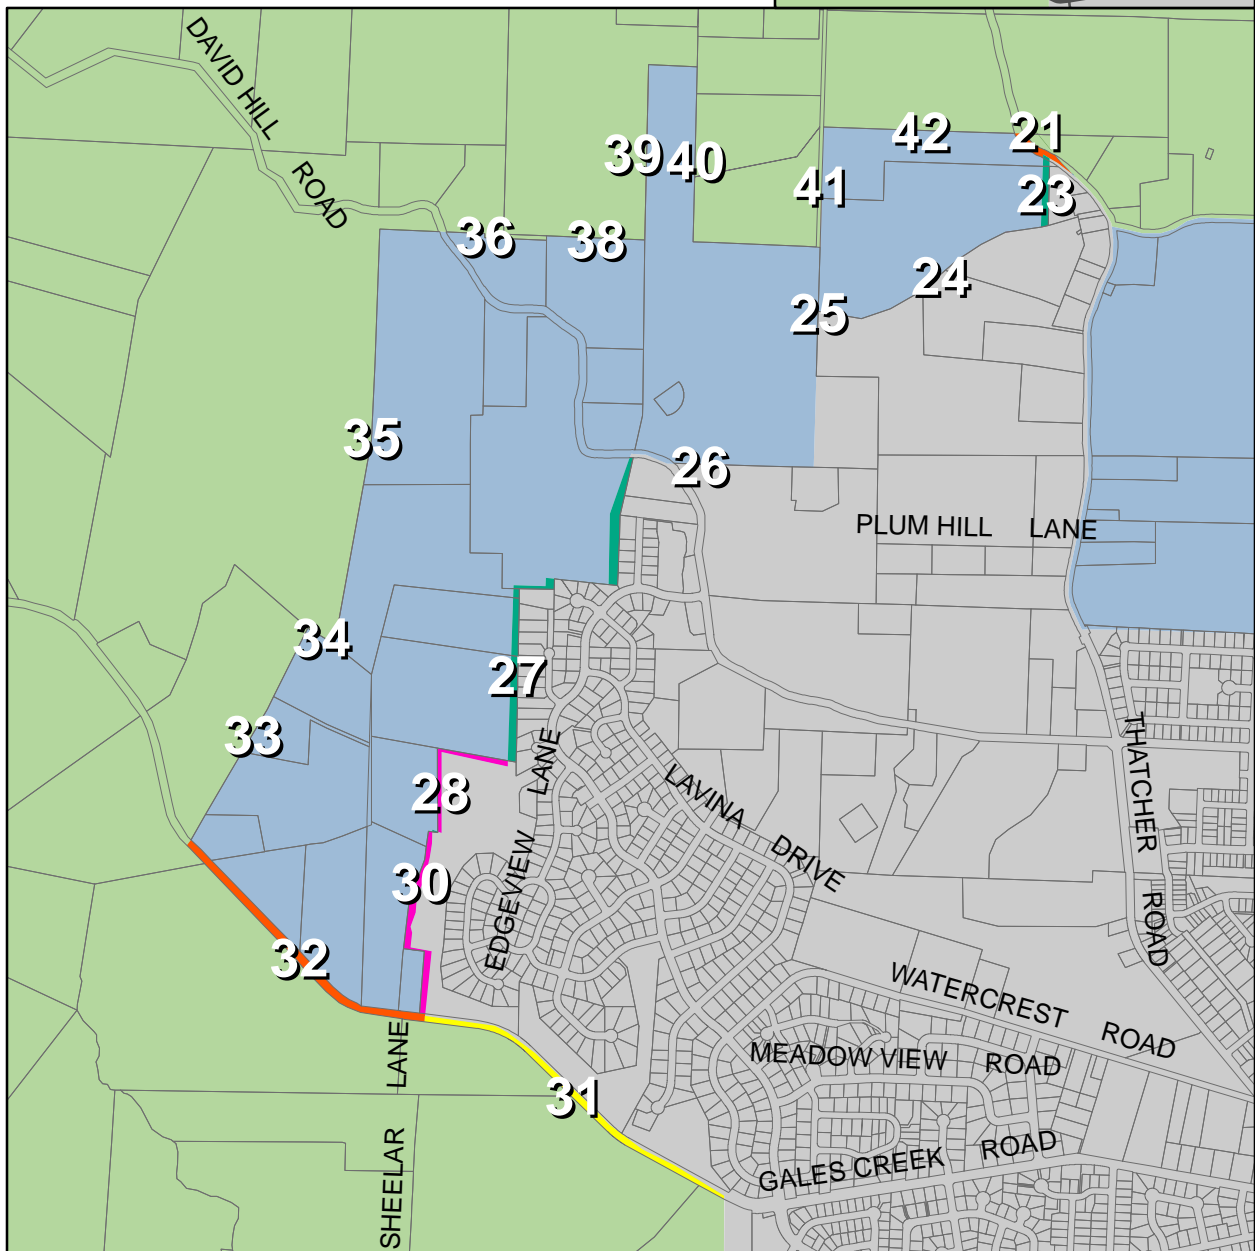 DAVID HILL
ROAD
42
21
39
40
41
23
36
38
24
25
35
26
PLUM HILL LANE
34
27
33
28
EDGEVIEW LANE
LAVINA DRIVE
THATCHER ROAD
30
32
WATERCREST ROAD
MEADOW VIEW ROAD
31
GALES CREEK ROAD
SHEELAR LANE